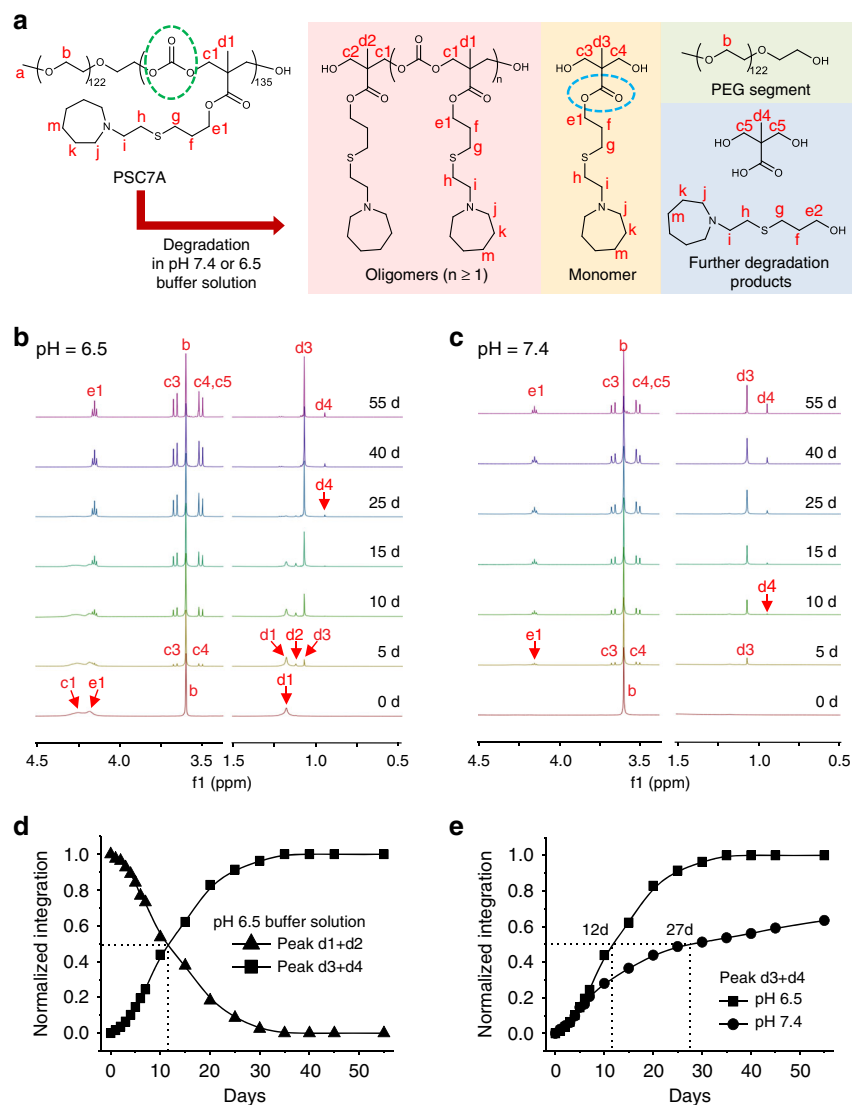 a
b
O
O
O
122
a
O
O
O
c1
d1
OH
135
O
O
e1
h
g
f
S
N
i
j
k
m
PSC7A
Degradation
in pH 7.4 or 6.5
buffer solution
d2
d1
HO
c2
c1
O
O
O
c1
OH
n
O
O
O
O
e1
f
g
S
S
h
i
N
N
j
k
m
Oligomers (n ≥ 1)
d3
c3
c4
HO
OH
O
O
e1
f
g
S
h
i
N
j
k
m
Monomer
b
O
O
OH
122
PEG segment
d4
c5
c5
HO
OH
HO
O
k
j
m
h
g
e2
N
i
S
f
OH
Further degradation
products
b
pH = 6.5
b
e1
c3
c4,c5
d3
d4
55 d
40 d
d4
25 d
15 d
10 d
c3
c4
d1
d2
d3
5 d
c1
e1
b
d1
0 d
4.5
4.0
3.5
1.5
1.0
0.5
f1 (ppm)
c
pH = 7.4
b
e1
c3
c4,c5
d3
d4
55 d
40 d
25 d
15 d
d4
10 d
e1
c3
c4
d3
5 d
b
0 d
4.5
4.0
3.5
1.5
1.0
0.5
f1 (ppm)
d
Normalized integration
1.0
0.8
0.6
0.4
0.2
0.0
pH 6.5 buffer solution
Peak d1+d2
Peak d3+d4
0
10
20
30
40
50
Days
e
Normalized integration
1.0
0.8
0.6
0.4
0.2
0.0
12d
27d
Peak d3+d4
pH 6.5
pH 7.4
0
10
20
30
40
50
Days